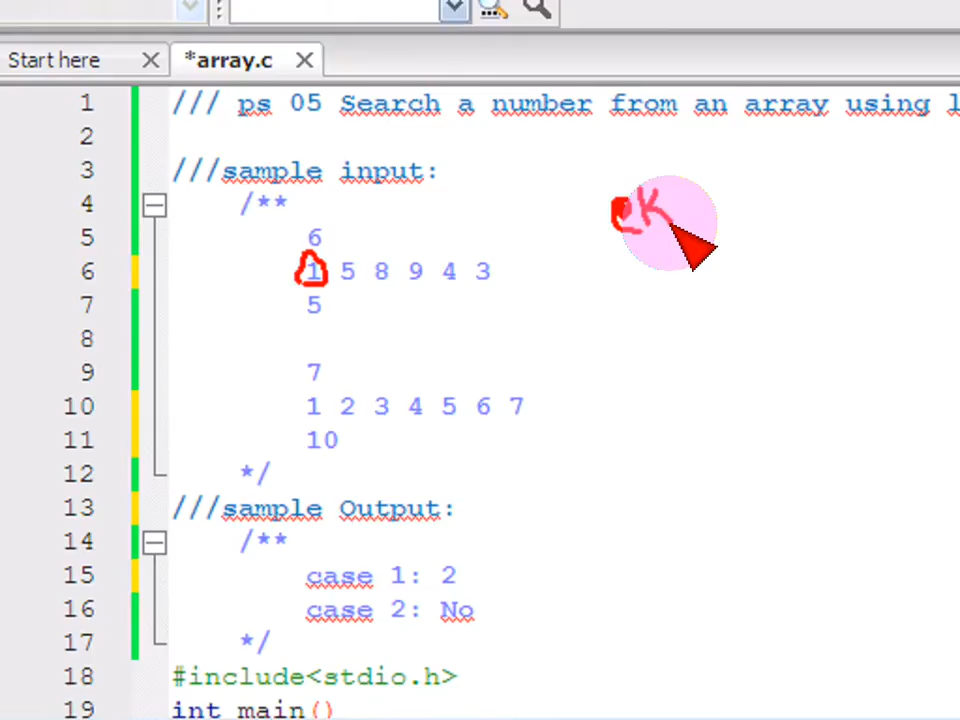 Start here *array.c
1 /// ps 05 Search a number from an array using l
2
3 ///sample input:
4 /**
5 6
6 1 5 8 9 4 3
7 5
8
9 7
10 1 2 3 4 5 6 7
11 10
12 */
13 ///sample Output:
14 /**
15 case 1: 2
16 case 2: No
17 */
18 #include<stdio.h>
19 int main()